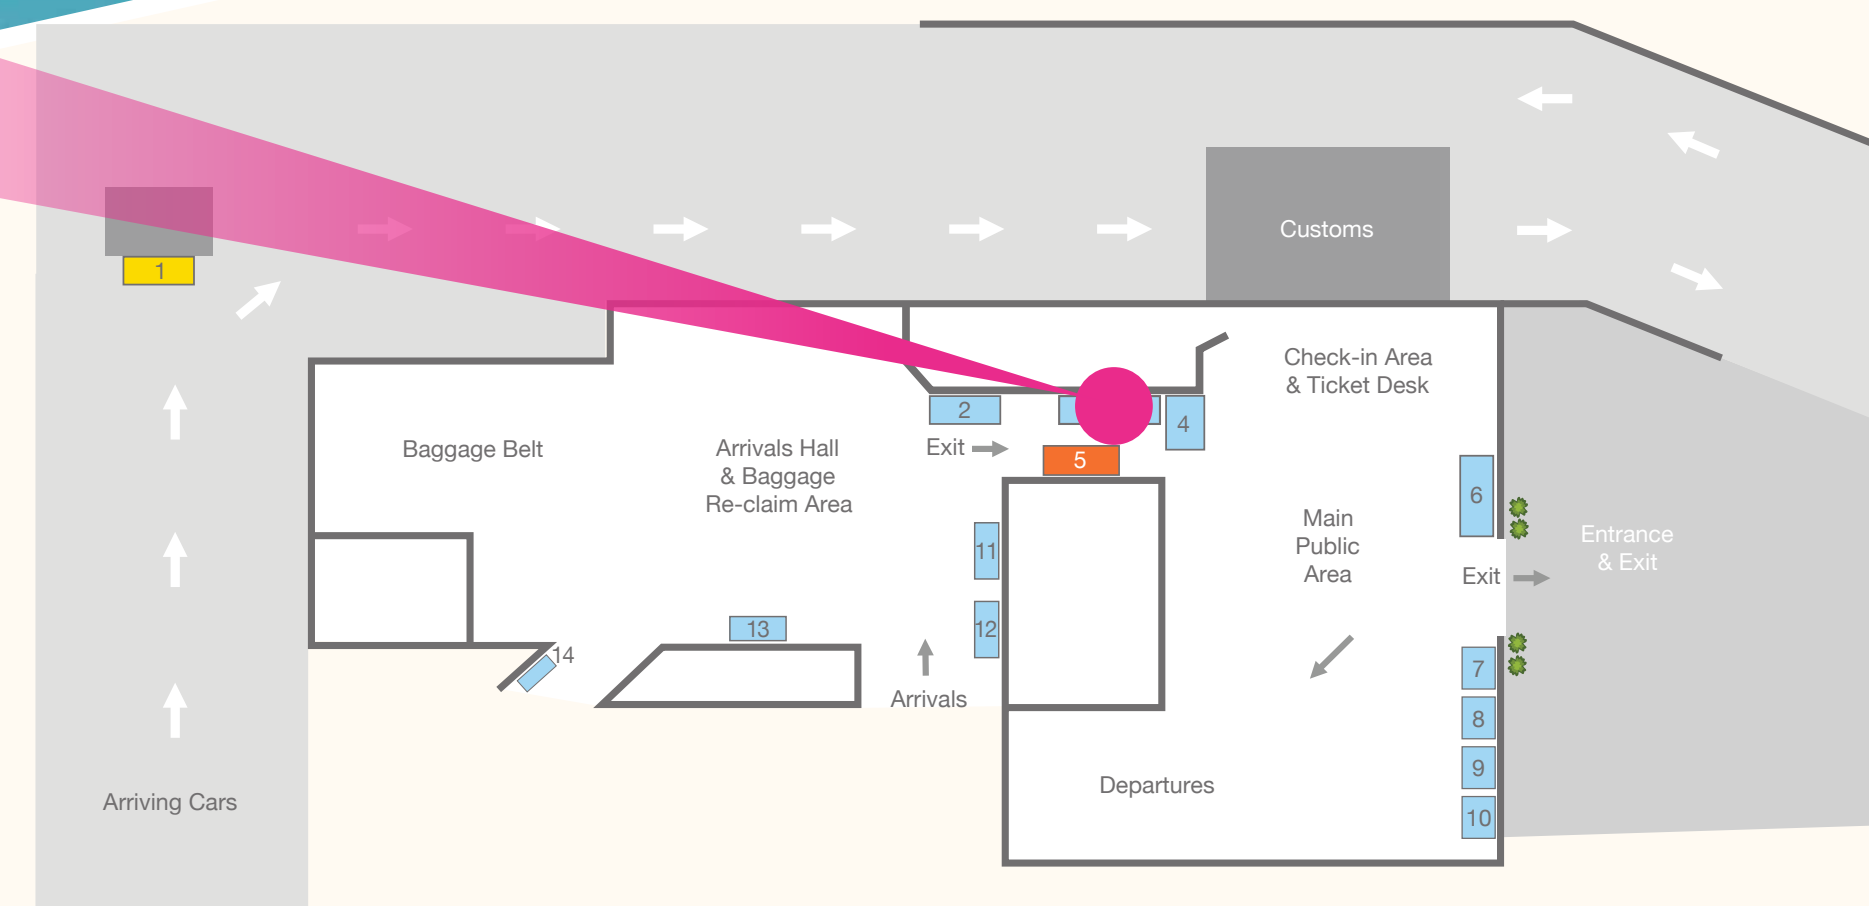 Customs
1
Check-in Area
& Ticket Desk
2
4
Baggage Belt
Arrivals Hall
& Baggage
Re-claim Area
Exit
5
6
Main
Public
Area
Entrance
& Exit
11
Exit
12
13
14
7
Arrivals
8
9
Departures
10
Arriving Cars